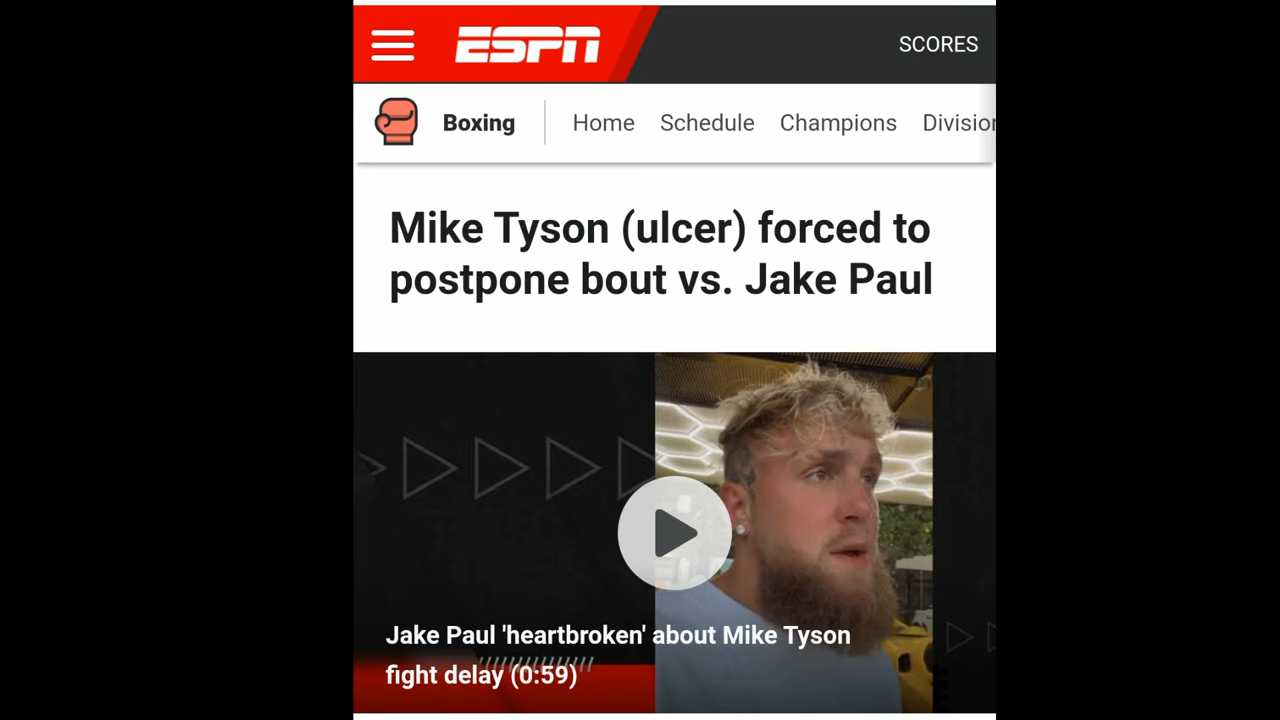 ESPN
SCORES
Boxing
Home Schedule Champions Division
Mike Tyson (ulcer) forced to
postpone bout vs. Jake Paul
Jake Paul 'heartbroken' about Mike Tyson
fight delay (0:59)